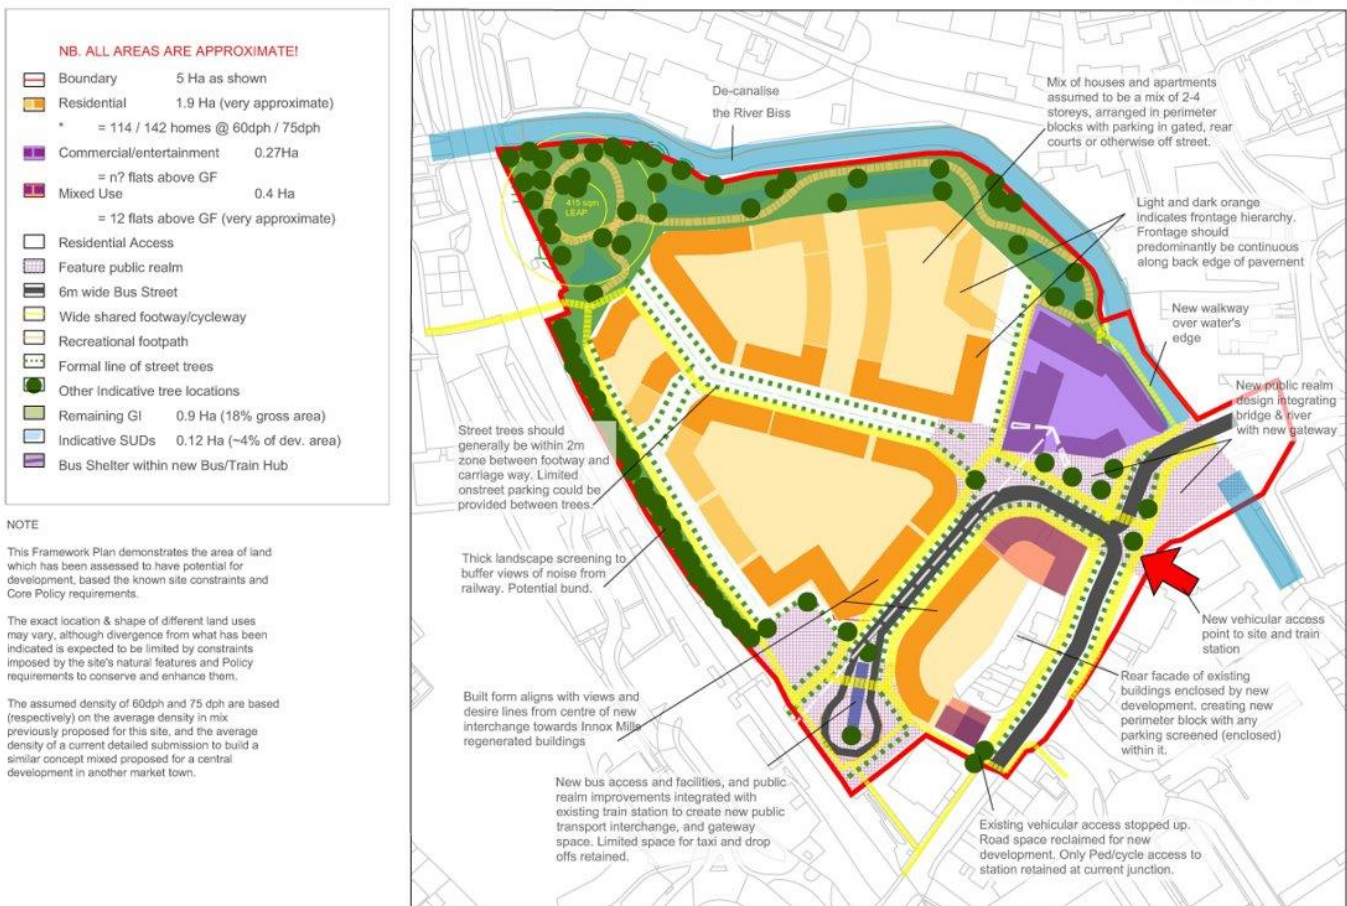 NB. ALL AREAS ARE APPROXIMATE!
Boundary 5 Ha as shown
Residential 1.9 Ha (very approximate)
* = 114 / 142 homes @ 60dph / 75dph
Commercial/entertainment 0.27Ha
= n? flats above GF
Mixed Use 0.4 Ha
= 12 flats above GF (very approximate)
Residential Access
Feature public realm
6m wide Bus Street
Wide shared footway/cycleway
Recreational footpath
Formal line of street trees
Other Indicative tree locations
Remaining GI 0.9 Ha (18% gross area)
Indicative SUDs 0.12 Ha (~4% of dev. area)
Bus Shelter within new Bus/Train Hub
NOTE
This Framework Plan demonstrates the area of land
which has been assessed to have potential for
development, based the known site constraints and
Core Policy requirements.
The exact location & shape of different land uses
may vary, although divergence from what has been
indicated is expected to be limited by constraints
imposed by the site's natural features and Policy
requirements to conserve and enhance them.
The assumed density of 60dph and 75 dph are based
(respectively) on the average density in mix
previously proposed for this site, and the average
density of a current detailed submission to build a
similar concept mixed proposed for a central
development in another market town.
De-canalise
the River Biss
Mix of houses and apartments
assumed to be a mix of 2-4
storeys, arranged in perimeter
blocks with parking in gated, rear
courts or otherwise off street.
415 sqm
LEAP
Light and dark orange
indicates frontage hierarchy.
Frontage should
predominantly be continuous
along back edge of pavement
New walkway
over water's
edge
New public realm
design integrating
bridge & river
with new gateway
Street trees should
generally be within 2m
zone between footway and
carriage way. Limited
onstreet parking could be
provided between trees.
Thick landscape screening to
buffer views of noise from
railway. Potential bund.
New vehicular access
point to site and train
station
Built form aligns with views and
desire lines from centre of new
interchange towards Innox Mills
regenerated buildings
Rear facade of existing
buildings enclosed by new
development, creating new
perimeter block with any
parking screened (enclosed)
within it.
New bus access and facilities, and public
realm improvements integrated with
existing train station to create new public
transport interchange, and gateway
space. Limited space for taxi and drop
offs retained.
Existing vehicular access stopped up.
Road space reclaimed for new
development. Only Ped/cycle access to
station retained at current junction.